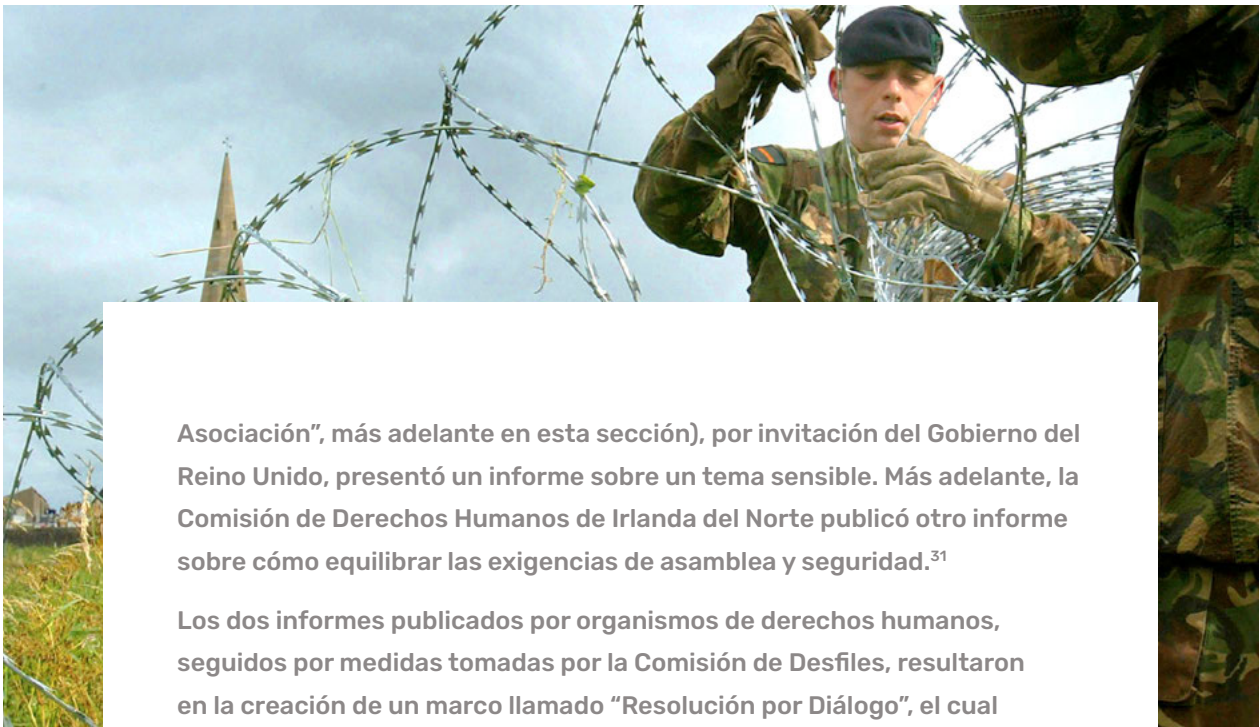 Asociación”, más adelante en esta sección), por invitación del Gobierno del
Reino Unido, presentó un informe sobre un tema sensible. Más adelante, la
Comisión de Derechos Humanos de Irlanda del Norte publicó otro informe
sobre cómo equilibrar las exigencias de asamblea y seguridad.³¹
Los dos informes publicados por organismos de derechos humanos,
seguidos por medidas tomadas por la Comisión de Desfiles, resultaron
en la creación de un marco llamado “Resolución por Diálogo”, el cual